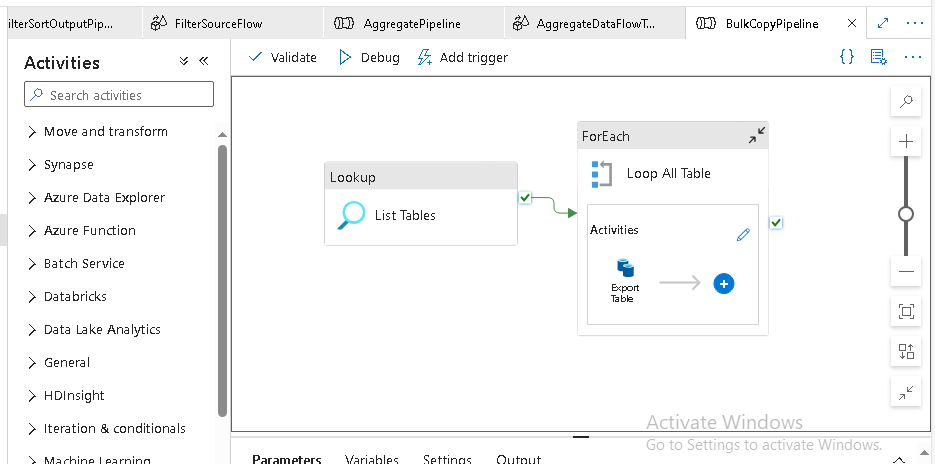 ilterSortOutputPip...
FilterSourceFlow
AggregatePipeline
AggregateDataFlowT...
BulkCopyPipeline
Activities
Search activities
Move and transform
Synapse
Azure Data Explorer
Azure Function
Batch Service
Databricks
Data Lake Analytics
General
HDInsight
Iteration & conditionals
Machine Learning
Validate
Debug
Add trigger
Lookup
List Tables
ForEach
Loop All Table
Activities
Export
Table
Activate Windows
Go to Settings to activate Windows.
Parameters
Variables
Settings
Output